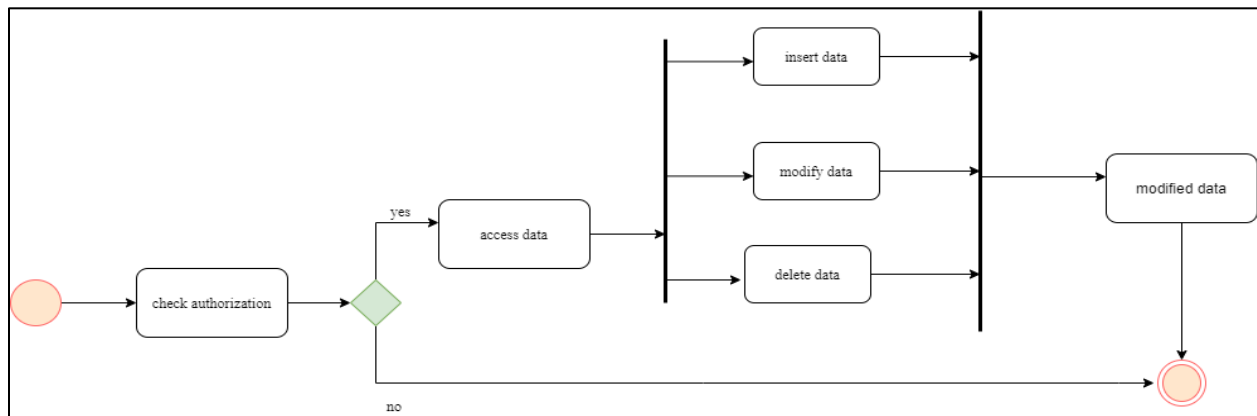 check authorization
yes
no
access data
insert data
modify data
delete data
modified data